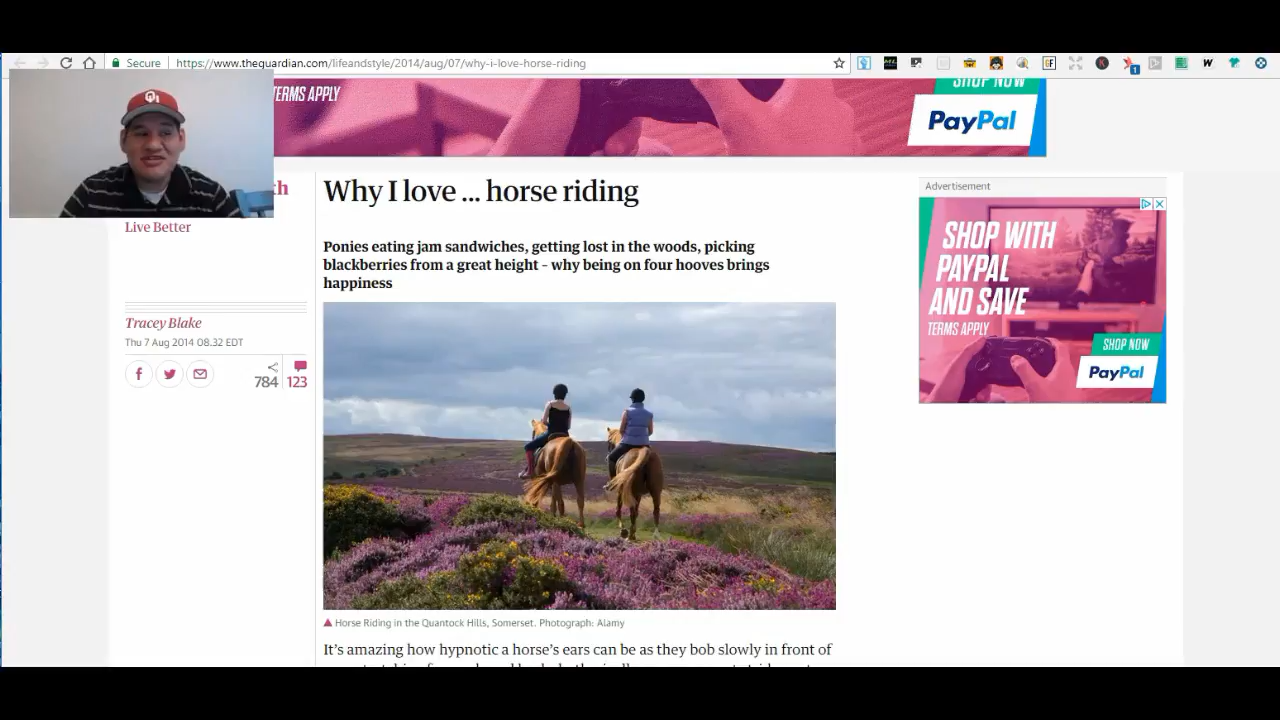 Secure
https://www.theguardian.com/lifeandstyle/2014/aug/07/why-i-love-horse-riding
TERMS APPLY
SHOP NOW
PayPal
OU
th
Live Better
Why I love ... horse riding
Ponies eating jam sandwiches, getting lost in the woods, picking
blackberries from a great height – why being on four hooves brings
happiness
Tracey Blake
Thu 7 Aug 2014 08.32 EDT
784
123
Advertisement
SHOP WITH
PAYPAL
AND SAVE
TERMS APPLY
SHOP NOW
PayPal
Horse Riding in the Quantock Hills, Somerset. Photograph: Alamy
It's amazing how hypnotic a horse's ears can be as they bob slowly in front of